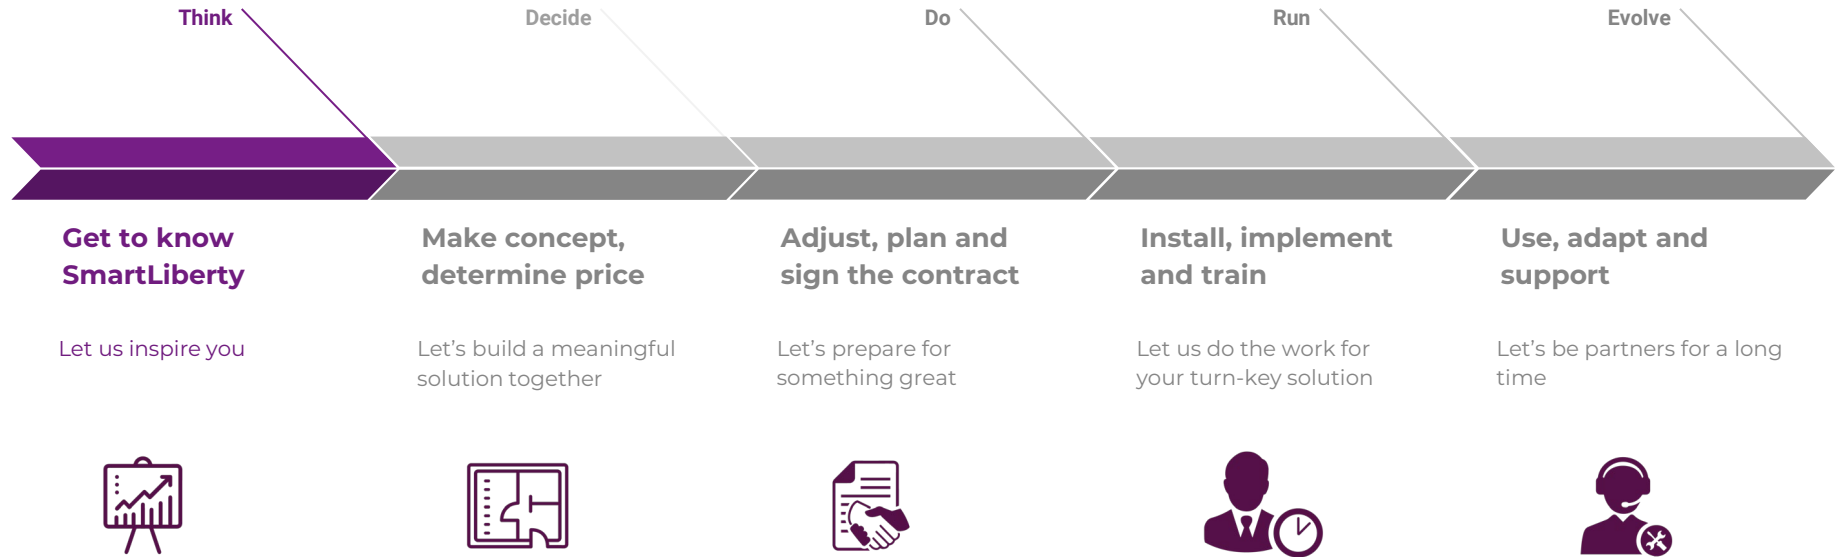 Think
Decide
Do
Run
Evolve
Get to know
SmartLiberty
Make concept,
determine price
Adjust, plan and
sign the contract
Install, implement
and train
Use, adapt and
support
Let us inspire you
Let's build a meaningful
solution together
Let's prepare for
something great
Let us do the work for
your turn-key solution
Let's be partners for a long
time